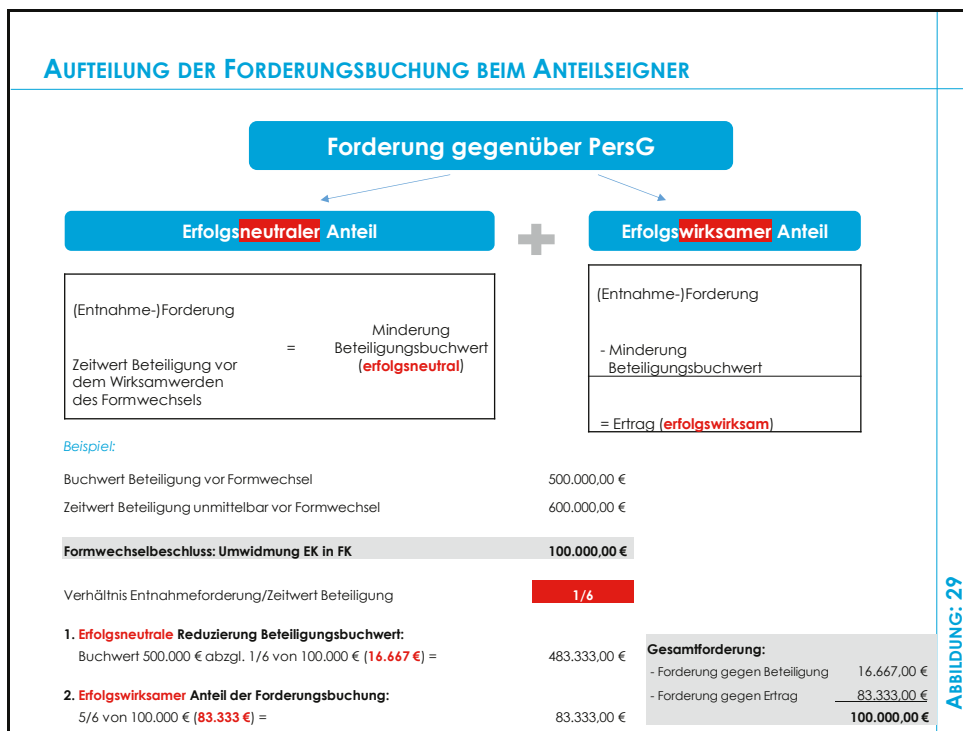 AUFTEILUNG DER FORDERUNGSBUCHUNG BEIM ANTEILSEIGNER
Forderung gegenüber PersG
Erfolgsneutraler Anteil
Erfolgswirksamer Anteil
(Entnahme-)Forderung
Zeitwert Beteiligung vor
dem Wirksamwerden
des Formwechsels
=
Minderung
Beteiligungsbuchwert
(erfolgsneutral)
(Entnahme-)Forderung
- Minderung
Beteiligungsbuchwert
= Ertrag (erfolgswirksam)
Beispiel:
Buchwert Beteiligung vor Formwechsel 500.000,00 €
Zeitwert Beteiligung unmittelbar vor Formwechsel 600.000,00 €
Formwechselbeschluss: Umwidmung EK in FK 100.000,00 €
Verhältnis Entnahmeforderung/Zeitwert Beteiligung 1/6
1. Erfolgsneutrale Reduzierung Beteiligungsbuchwert:
Buchwert 500.000 € abzgl. 1/6 von 100.000 € (16.667 €) = 483.333,00 €
2. Erfolgswirksamer Anteil der Forderungsbuchung:
5/6 von 100.000 € (83.333 €) = 83.333,00 €
Gesamtforderung:
- Forderung gegen Beteiligung 16.667,00 €
- Forderung gegen Ertrag 83.333,00 €
100.000,00 €
ABBILDUNG: 29